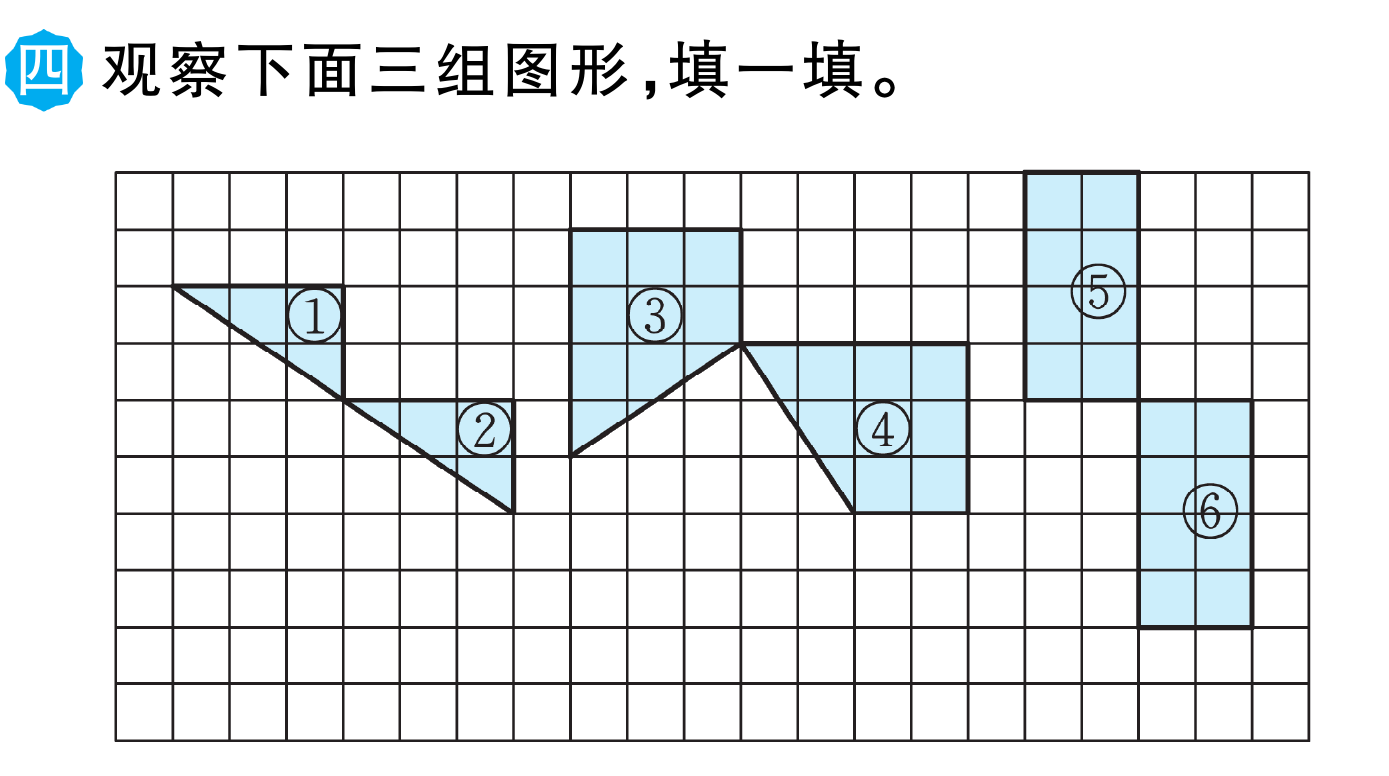 四 观察下面三组图形,填一填。
① ② ③ ④ ⑤ ⑥